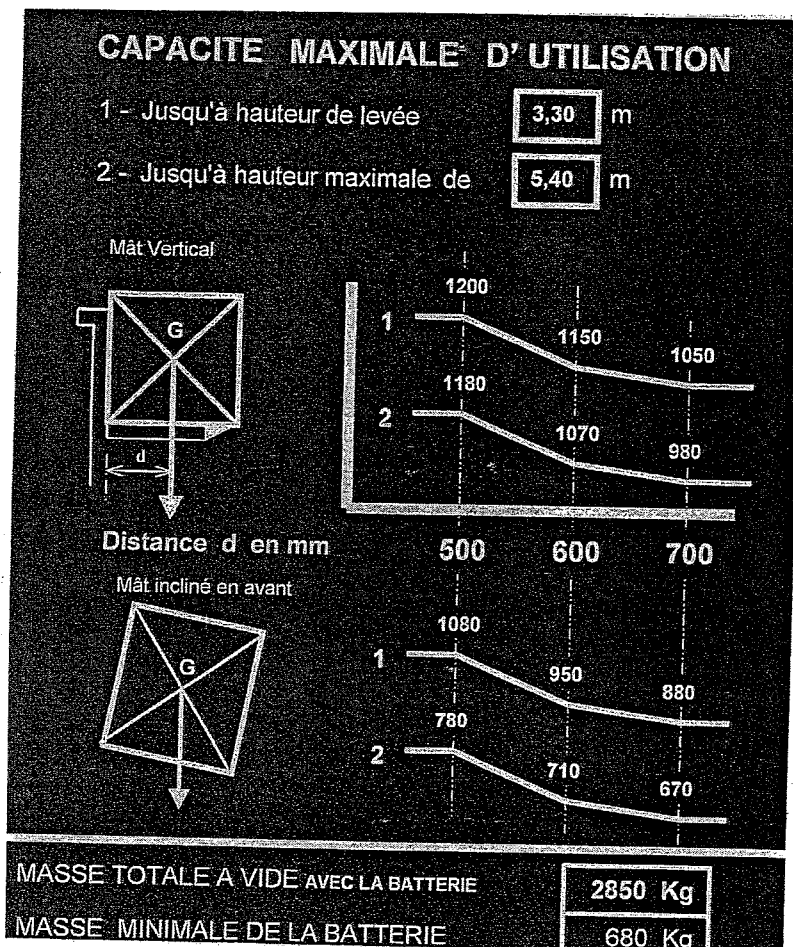 CAPACITE MAXIMALE D'UTILISATION
1 - Jusqu'à hauteur de levée 3,30 m
2 - Jusqu'à hauteur maximale de 5,40 m
Mât Vertical
G
d
1200
1
1150
1050
1180
2
1070
980
Distance d en mm 500 600 700
Mât incliné en avant
G
1080
1
950
880
780
2
710
670
MASSE TOTALE A VIDE AVEC LA BATTERIE 2850 Kg
MASSE MINIMALE DE LA BATTERIE 680 Kg